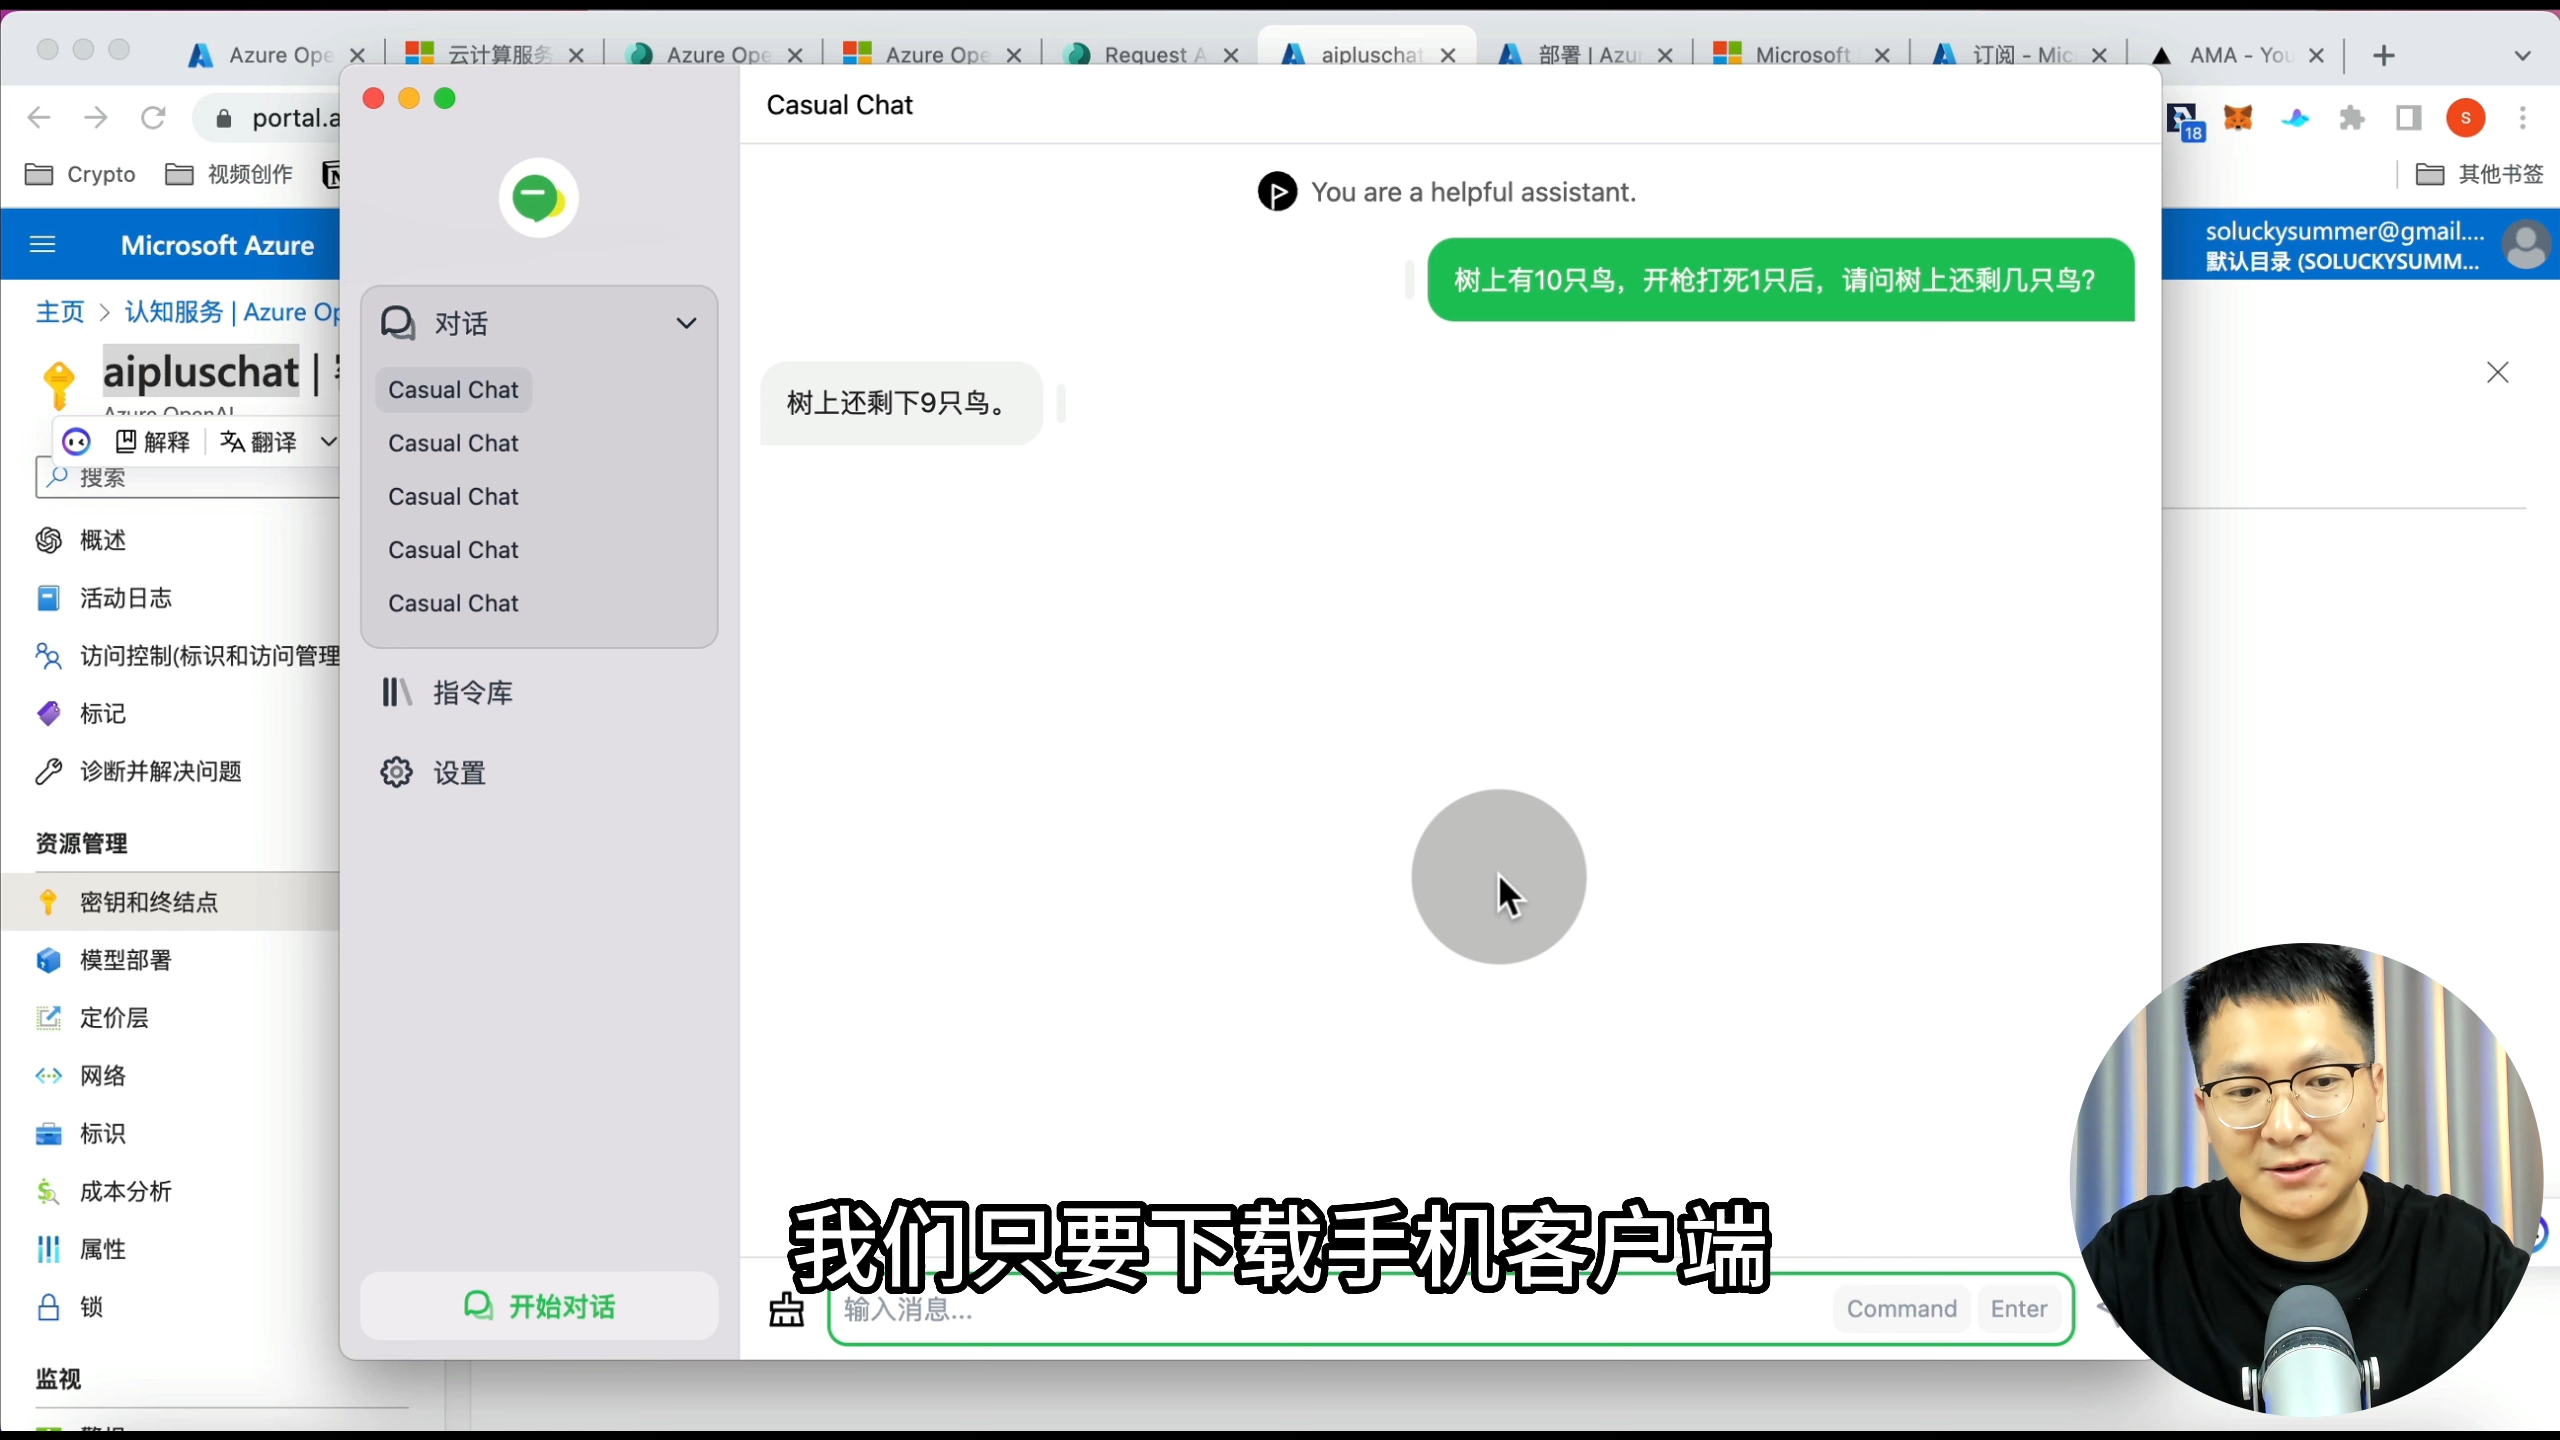 Azure Ope
云计算服务
Azure Ope
Azure Ope
Request A
aipluschat
部署 | Azur
Microsoft
订阅 - Mic
AMA - You
portal.a
18
S
Crypto
视频创作
其他书签
Microsoft Azure
soluckysummer@gmail....
默认目录 (SOLUCKYSUMM...
主页 > 认知服务 | Azure Op
aipluschat |
Azure OpenAI
解释
翻译
搜索
概述
活动日志
访问控制(标识和访问管理
标记
诊断并解决问题
资源管理
密钥和终结点
模型部署
定价层
网络
标识
成本分析
属性
锁
监视
对话
Casual Chat
Casual Chat
Casual Chat
Casual Chat
Casual Chat
指令库
设置
开始对话
Casual Chat
You are a helpful assistant.
树上有10只鸟，开枪打死1只后，请问树上还剩几只鸟？
树上还剩下9只鸟。
我们只要下载手机客户端
输入消息...
Command
Enter